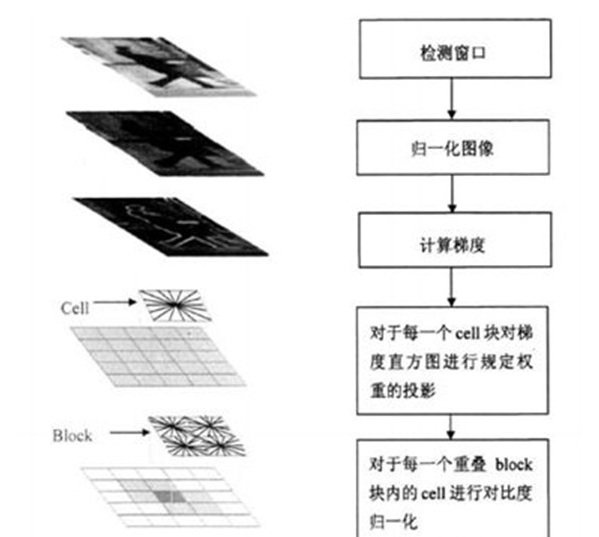 检测窗口
归一化图像
计算梯度
Cell
对于每一个cell块对梯
度直方图进行规定权
重的投影
Block
对于每一个重叠 block
块内的cell进行对比度
归一化